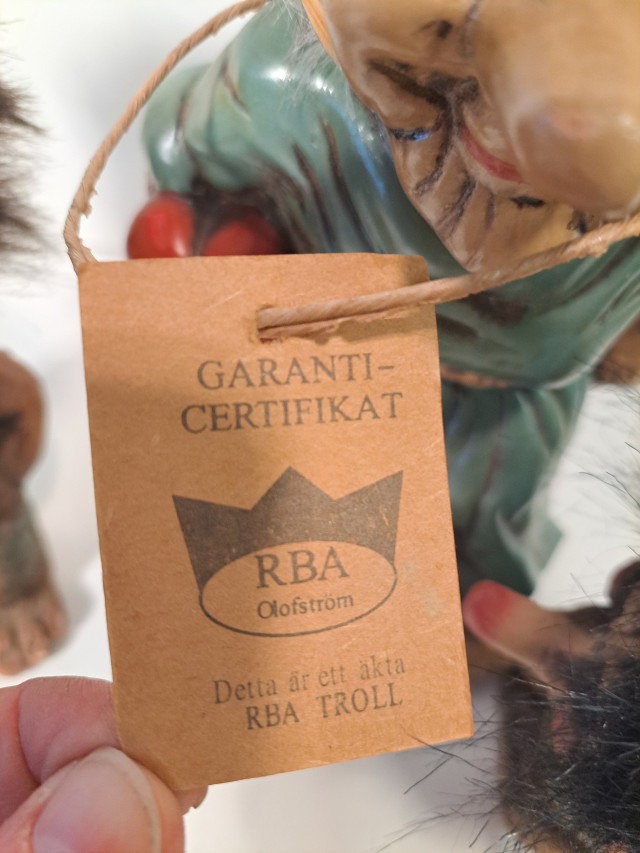 GARANTI-
CERTIFIKAT
RBA
Olofström
Detta är ett äkta
RBA TROLL